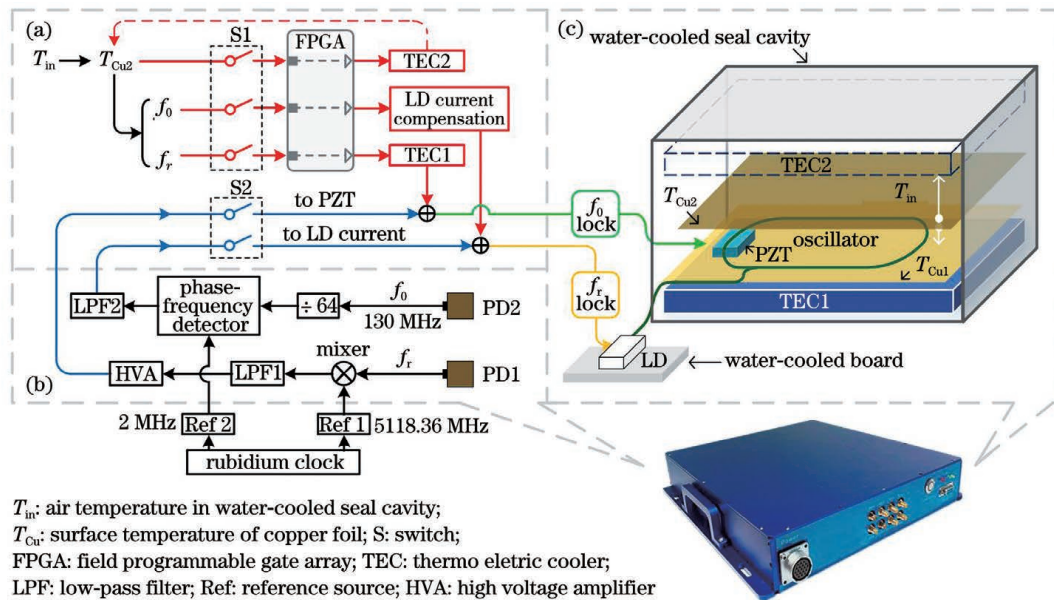 (a)
S1
FPGA
T_in
T_Cu2
TEC2
f_0
LD current
compensation
f_r
TEC1
S2
to PZT
to LD current
f_0
lock
f_r
lock
(b)
LPF2
phase-
frequency
detector
÷ 64
f_0
130 MHz
PD2
HVA
LPF1
mixer
f_r
PD1
2 MHz
Ref 2
Ref 1
5118.36 MHz
rubidium clock
(c)
water-cooled seal cavity
TEC2
T_Cu2
T_in
oscillator
PZT
T_Cu1
TEC1
LD
water-cooled board
T_in: air temperature in water-cooled seal cavity;
T_Cu: surface temperature of copper foil; S: switch;
FPGA: field programmable gate array; TEC: thermo eletric cooler;
LPF: low-pass filter; Ref: reference source; HVA: high voltage amplifier